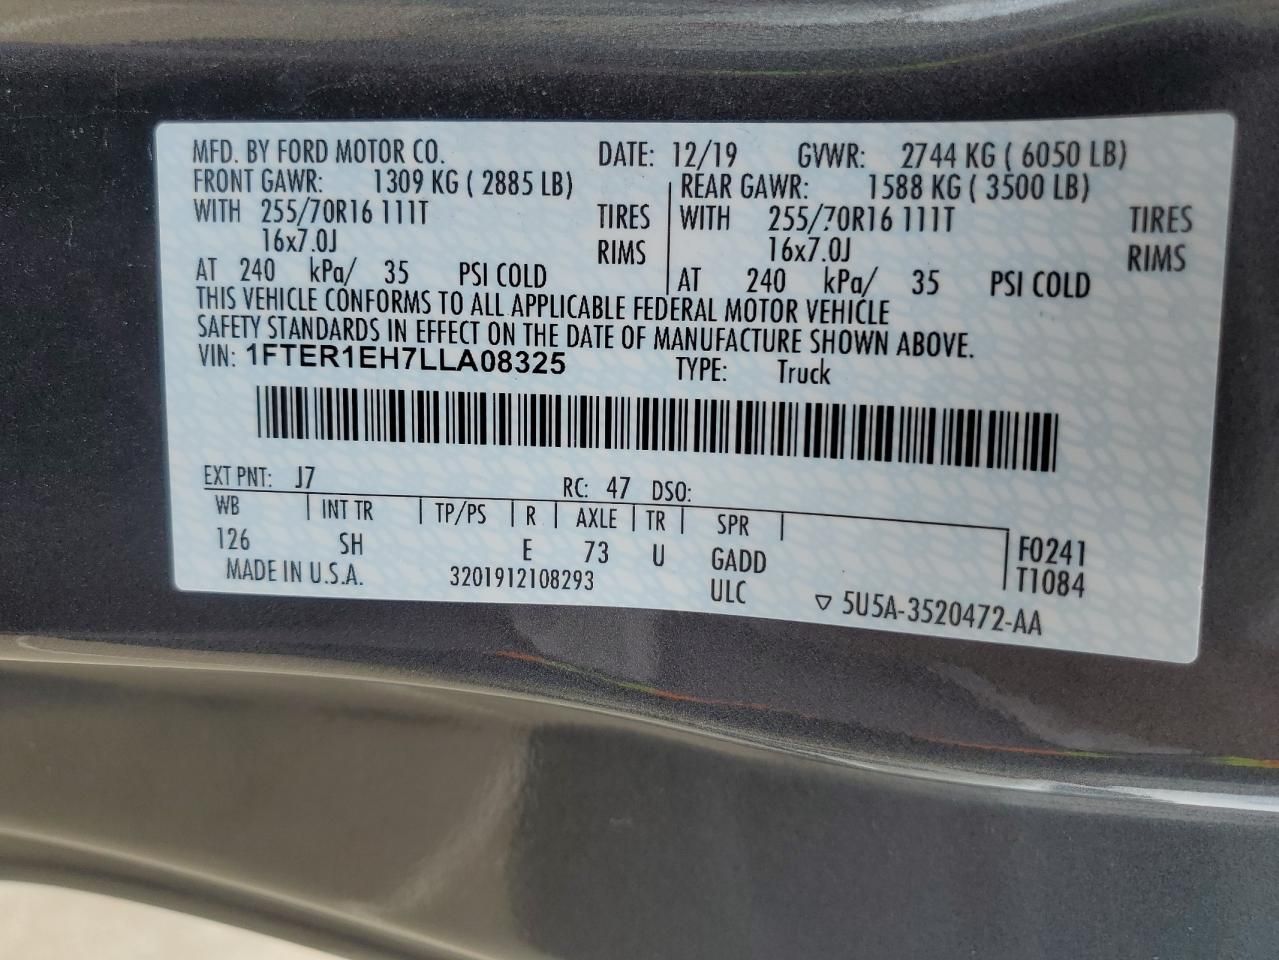 MFD. BY FORD MOTOR CO. DATE: 12/19 GVWR: 2744 KG ( 6050 LB)
FRONT GAWR: 1309 KG ( 2885 LB) REAR GAWR: 1588 KG ( 3500 LB)
WITH 255/70R16 111T TIRES WITH 255/70R16 111T TIRES
16x7.0J RIMS 16x7.0J RIMS
AT 240 kPa/ 35 PSI COLD AT 240 kPa/ 35 PSI COLD
THIS VEHICLE CONFORMS TO ALL APPLICABLE FEDERAL MOTOR VEHICLE
SAFETY STANDARDS IN EFFECT ON THE DATE OF MANUFACTURE SHOWN ABOVE.
VIN: 1FTER1EH7LLA08325 TYPE: Truck
EXT PNT: J7 RC: 47 DSO:
WB INT TR TP/PS R AXLE TR SPR
126 SH E 73 U GADD F0241
MADE IN U.S.A. 3201912108293 ULC T1084
▽ 5U5A-3520472-AA